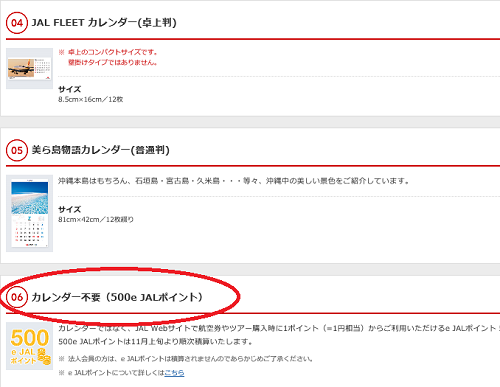 04 JAL FLEET カレンダー(卓上判)
※ 卓上のコンパクトサイズです。
壁掛けタイプではありません。
サイズ
8.5cm×16cm／12枚
05 美ら島物語カレンダー(普通判)
沖縄本島はもちろん、石垣島・宮古島・久米島・・・等々、沖縄中の美しい景色をご紹介しています。
サイズ
81cm×42cm／12枚綴り
06 カレンダー不要（500e JALポイント）
500
e JAL
ポイント
カレンダーではなく、JAL Webサイトで航空券やツアー購入時に1ポイント（=1円相当）からご利用いただけるe JALポイント
500e JALポイントは11月上旬より順次積算いたします。
※ 法人会員の方は、e JALポイントは積算されませんのであらかじめご了承ください。
※ e JALポイントについて詳しくはこちら